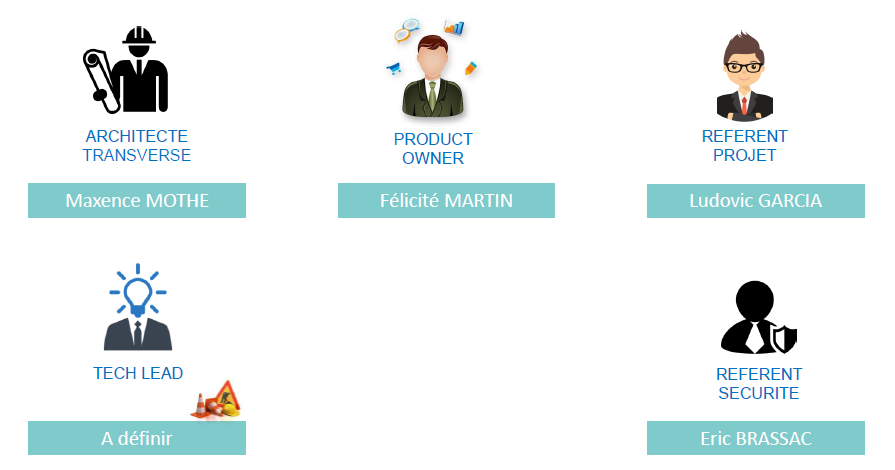 ARCHITECTE
TRANSVERSE
Maxence MOTHE
PRODUCT
OWNER
Félicité MARTIN
REFERENT
PROJET
Ludovic GARCIA
TECH LEAD
A définir
REFERENT
SECURITE
Eric BRASSAC